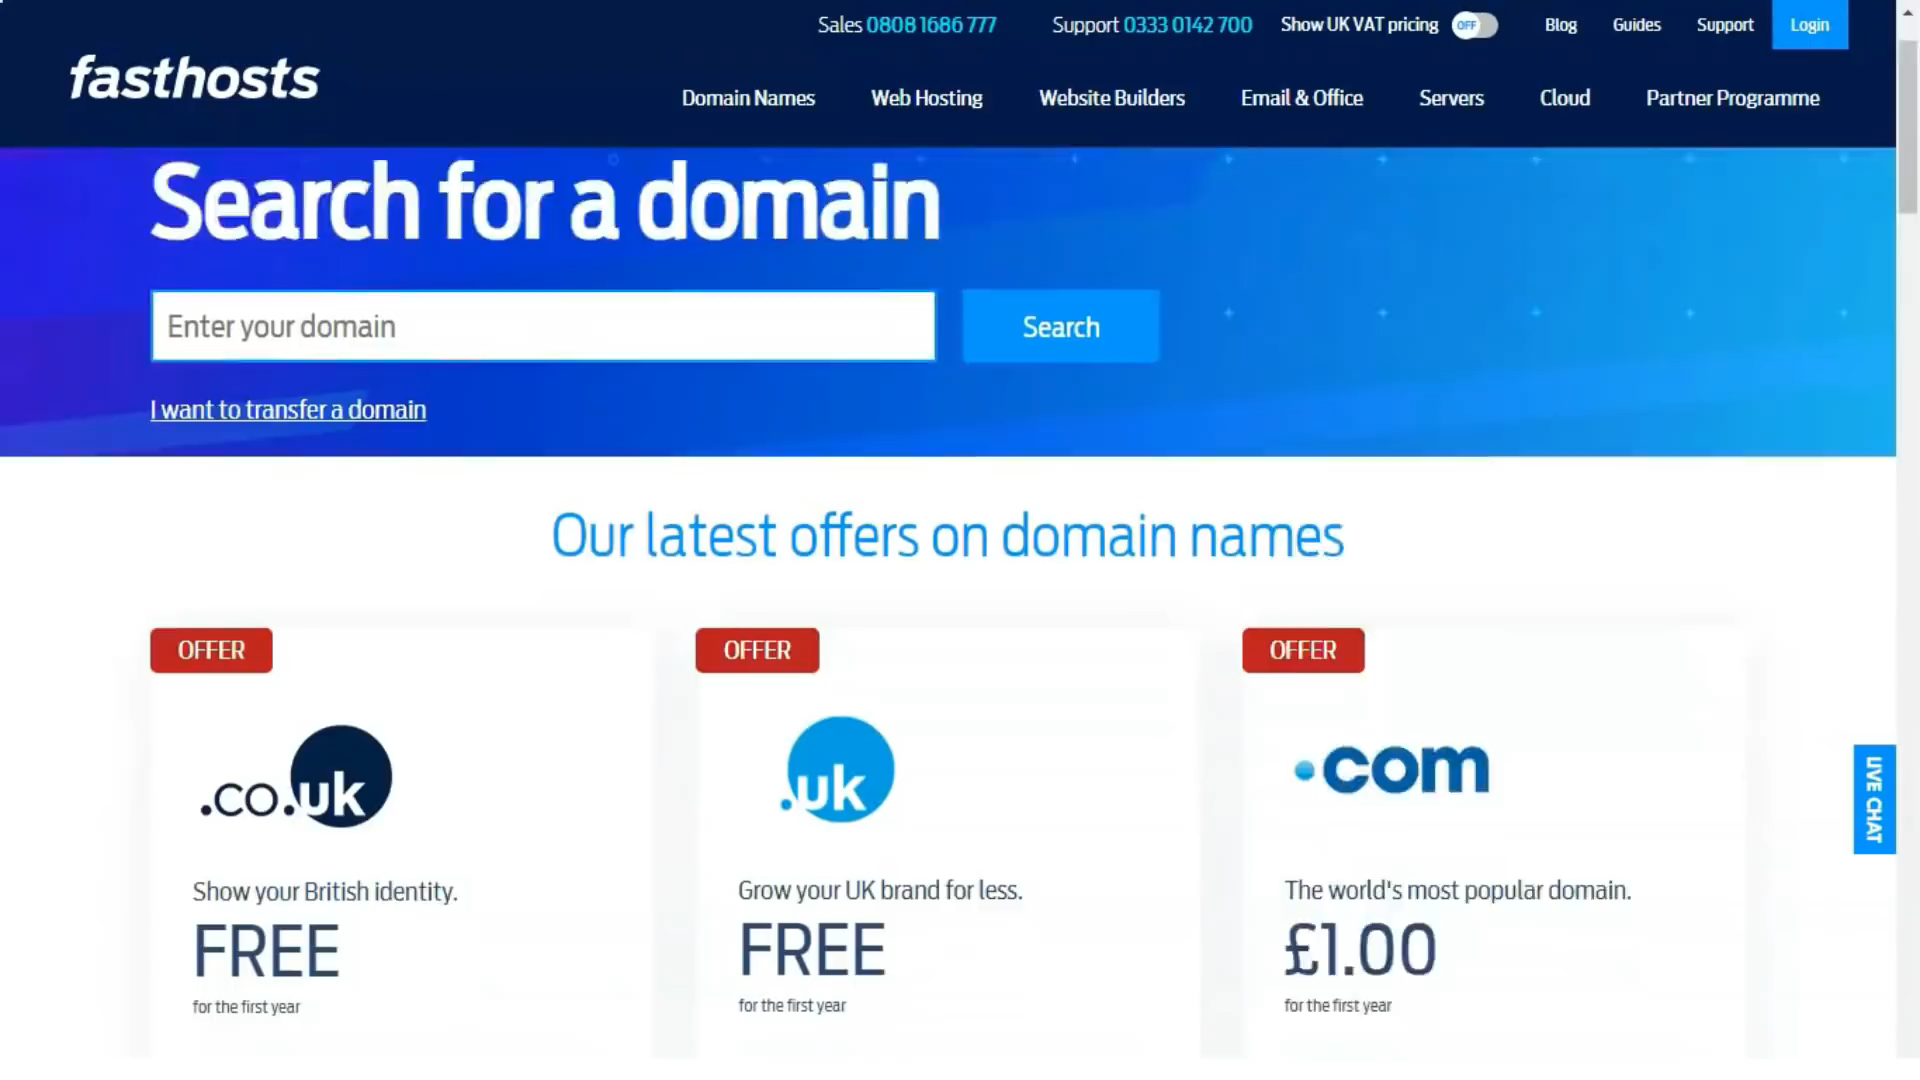 Sales 0808 1686 777 Support 0333 0142 700 Show UK VAT pricing OFF Blog Guides Support Login
fasthosts
Domain Names Web Hosting Website Builders Email & Office Servers Cloud Partner Programme
Search for a domain
Enter your domain Search
I want to transfer a domain
Our latest offers on domain names
OFFER OFFER OFFER
.co.uk .uk .com
LIVE CHAT
Show your British identity. Grow your UK brand for less. The world's most popular domain.
FREE FREE £1.00
for the first year for the first year for the first year